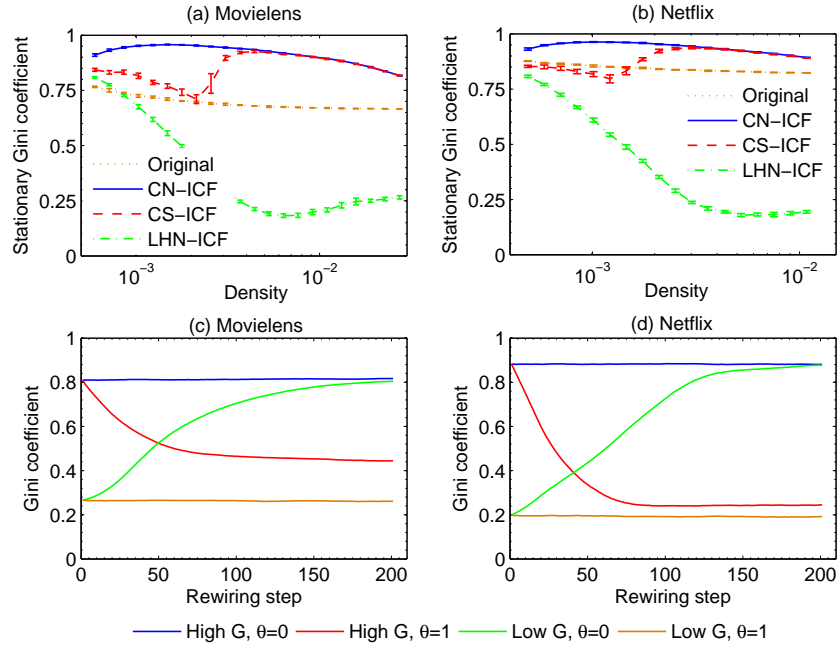 (a) Movielens
1
0.75
0.5
0.25
0
Stationary Gini coefficient
Original
CN−ICF
CS−ICF
LHN−ICF
10−3
10−2
Density
(b) Netflix
1
0.75
0.5
0.25
0
Stationary Gini coefficient
Original
CN−ICF
CS−ICF
LHN−ICF
10−3
10−2
Density
(c) Movielens
1
0.8
0.6
0.4
0.2
0
Gini coefficient
0 50 100 150 200
Rewiring step
(d) Netflix
1
0.8
0.6
0.4
0.2
0
Gini coefficient
0 50 100 150 200
Rewiring step
High G, θ=0 High G, θ=1 Low G, θ=0 Low G, θ=1